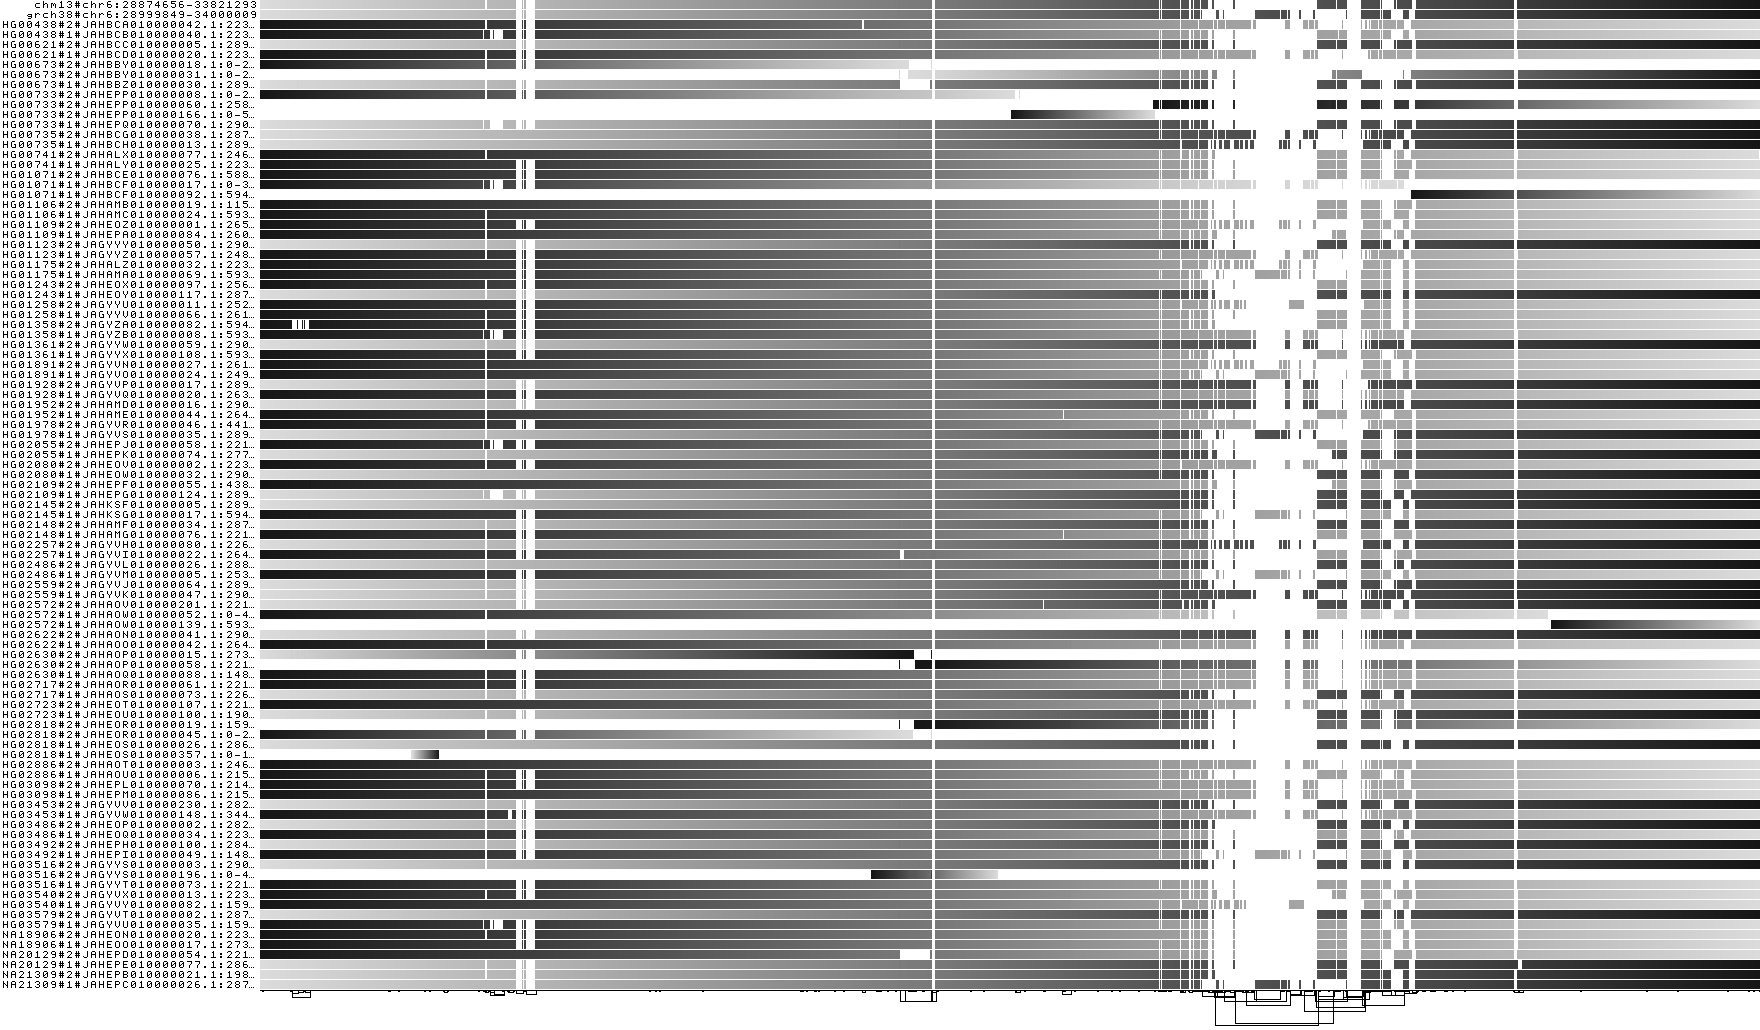 chm13#chr6:28874656-33821293
grch38#chr6:28999849-34000009
HG00438#2#JAHBCA010000042.1:223…
HG00438#1#JAHBCB010000040.1:223…
HG00621#2#JAHBCC010000005.1:289…
HG00621#1#JAHBCD010000020.1:223…
HG00673#2#JAHBBY010000018.1:0-2…
HG00673#2#JAHBBY010000031.1:0-2…
HG00673#1#JAHBBZ010000030.1:289…
HG00733#2#JAHEPP010000008.1:0-2…
HG00733#2#JAHEPP010000060.1:258…
HG00733#2#JAHEPP010000166.1:0-5…
HG00733#1#JAHEPQ010000070.1:290…
HG00735#2#JAHBCG010000038.1:287…
HG00735#1#JAHBCH010000013.1:289…
HG00741#2#JAHALX010000077.1:246…
HG00741#1#JAHALY010000025.1:223…
HG01071#2#JAHBCE010000076.1:588…
HG01071#1#JAHBCF010000017.1:0-3…
HG01071#1#JAHBCF010000092.1:594…
HG01106#2#JAHAMB010000019.1:115…
HG01106#1#JAHAMC010000024.1:593…
HG01109#2#JAHEOZ010000001.1:265…
HG01109#1#JAHEPA010000084.1:260…
HG01123#2#JAGYYY010000050.1:290…
HG01123#1#JAGYYZ010000057.1:248…
HG01175#2#JAHALZ010000032.1:223…
HG01175#1#JAHAMA010000069.1:593…
HG01243#2#JAHEOX010000097.1:256…
HG01243#1#JAHEOY010000117.1:287…
HG01258#2#JAGYYU010000011.1:252…
HG01258#1#JAGYYV010000066.1:261…
HG01358#2#JAGYZA010000082.1:594…
HG01358#1#JAGYZB010000008.1:593…
HG01361#2#JAGYYW010000059.1:290…
HG01361#1#JAGYYX010000108.1:593…
HG01891#2#JAGYVN010000027.1:261…
HG01891#1#JAGYVO010000024.1:249…
HG01928#2#JAGYVP010000017.1:289…
HG01928#1#JAGYVQ010000020.1:263…
HG01952#2#JAHAMD010000016.1:290…
HG01952#1#JAHAME010000044.1:264…
HG01978#2#JAGYVR010000046.1:441…
HG01978#1#JAGYVS010000035.1:289…
HG02055#2#JAHEPJ010000058.1:221…
HG02055#1#JAHEPK010000074.1:277…
HG02080#2#JAHEOV010000002.1:223…
HG02080#1#JAHEOW010000032.1:290…
HG02109#2#JAHEPF010000055.1:438…
HG02109#1#JAHEPG010000124.1:289…
HG02145#2#JAHKSF010000005.1:289…
HG02145#1#JAHKSG010000017.1:594…
HG02148#2#JAHAMF010000034.1:287…
HG02148#1#JAHAMG010000076.1:221…
HG02257#2#JAGYVH010000080.1:226…
HG02257#1#JAGYVI010000022.1:264…
HG02486#2#JAGYVL010000026.1:288…
HG02486#1#JAGYVM010000005.1:253…
HG02559#2#JAGYVJ010000064.1:289…
HG02559#1#JAGYVK010000047.1:290…
HG02572#2#JAHAOV010000201.1:221…
HG02572#1#JAHAOW010000052.1:0-4…
HG02572#1#JAHAOW010000139.1:593…
HG02622#2#JAHAON010000041.1:290…
HG02622#1#JAHAOO010000042.1:264…
HG02630#2#JAHAOP010000015.1:273…
HG02630#2#JAHAOP010000058.1:221…
HG02630#1#JAHAOQ010000088.1:148…
HG02717#2#JAHAOR010000061.1:221…
HG02717#1#JAHAOS010000073.1:226…
HG02723#2#JAHEOT010000107.1:221…
HG02723#1#JAHEOU010000100.1:190…
HG02818#2#JAHEOR010000019.1:159…
HG02818#2#JAHEOR010000045.1:0-2…
HG02818#1#JAHEOS010000026.1:286…
HG02818#1#JAHEOS010000357.1:0-1…
HG02886#2#JAHAOT010000003.1:246…
HG02886#1#JAHAOU010000006.1:215…
HG03098#2#JAHEPL010000070.1:214…
HG03098#1#JAHEPM010000086.1:215…
HG03453#2#JAGYVV010000230.1:282…
HG03453#1#JAGYVW010000148.1:344…
HG03486#2#JAHEOP010000002.1:282…
HG03486#1#JAHEOQ010000034.1:223…
HG03492#2#JAHEPH010000100.1:284…
HG03492#1#JAHEPI010000049.1:148…
HG03516#2#JAGYYS010000003.1:290…
HG03516#2#JAGYYS010000196.1:0-4…
HG03516#1#JAGYYT010000073.1:221…
HG03540#2#JAGYVX010000013.1:223…
HG03540#1#JAGYVY010000082.1:159…
HG03579#2#JAGYVT010000002.1:287…
HG03579#1#JAGYVU010000035.1:159…
NA18906#2#JAHEON010000020.1:223…
NA18906#1#JAHEOO010000017.1:273…
NA20129#2#JAHEPD010000054.1:221…
NA20129#1#JAHEPE010000077.1:286…
NA21309#2#JAHEPB010000021.1:198…
NA21309#1#JAHEPC010000026.1:287…